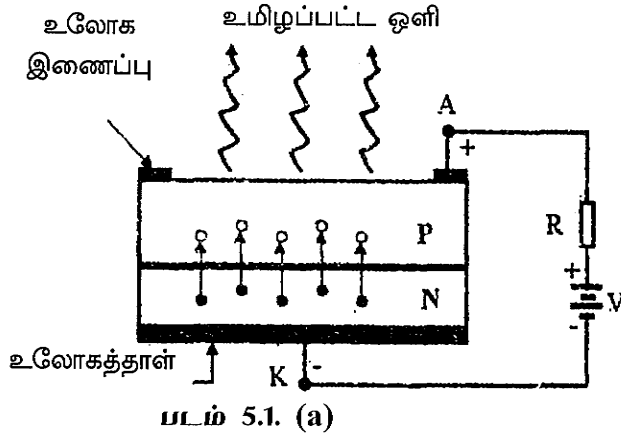 உலோக
இணைப்பு
உமிழப்பட்ட ஒளி
A
+
P
R
+
V
-
N
உலோகத்தாள்
K
-
படம் 5.1. (a)